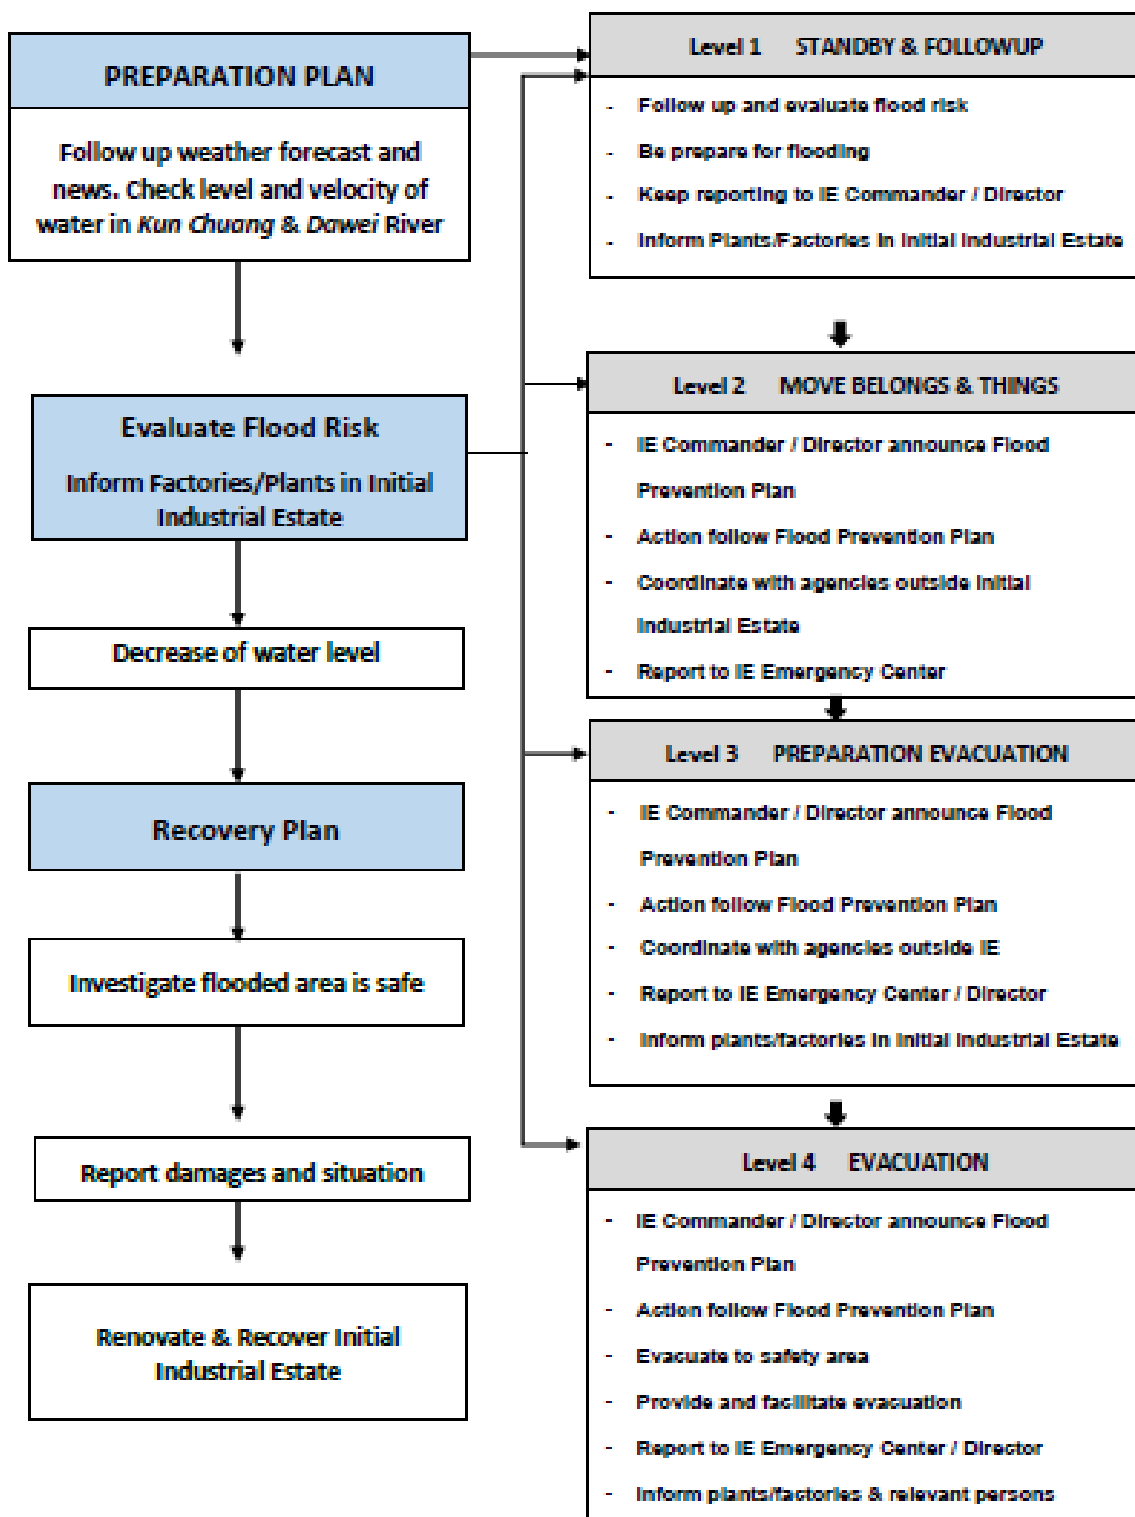 PREPARATION PLAN
Follow up weather forecast and
news. Check level and velocity of
water in Kun Chuang & Dawei River
Evaluate Flood Risk
Inform Factories/Plants in Initial
Industrial Estate
Decrease of water level
Recovery Plan
Investigate flooded area is safe
Report damages and situation
Renovate & Recover Initial
Industrial Estate
Level 1 STANDBY & FOLLOWUP
- Follow up and evaluate flood risk
- Be prepare for flooding
- Keep reporting to IE Commander / Director
- Inform Plants/Factories in Initial Industrial Estate
Level 2 MOVE BELONGS & THINGS
- IE Commander / Director announce Flood
Prevention Plan
- Action follow Flood Prevention Plan
- Coordinate with agencies outside Initial
Industrial Estate
- Report to IE Emergency Center
Level 3 PREPARATION EVACUATION
- IE Commander / Director announce Flood
Prevention Plan
- Action follow Flood Prevention Plan
- Coordinate with agencies outside IE
- Report to IE Emergency Center / Director
- Inform plants/factories in Initial Industrial Estate
Level 4 EVACUATION
- IE Commander / Director announce Flood
Prevention Plan
- Action follow Flood Prevention Plan
- Evacuate to safety area
- Provide and facilitate evacuation
- Report to IE Emergency Center / Director
- Inform plants/factories & relevant persons